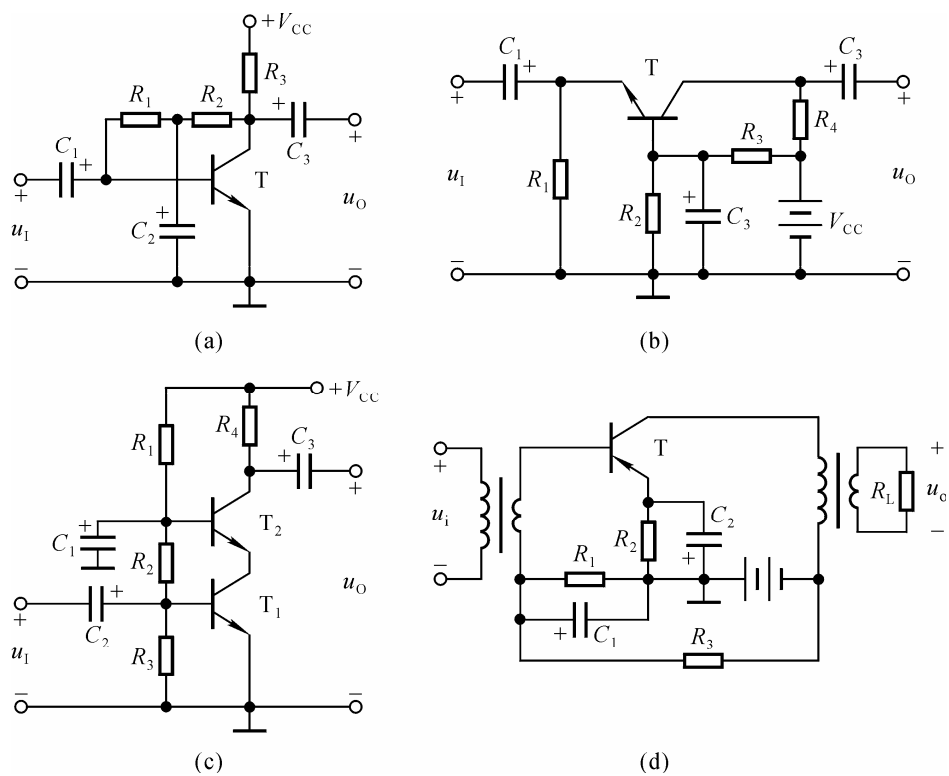 +V_CC
R_3
R_1
R_2
C_1
+
+
C_3
+
+
T
u_I
+
C_2
u_O
−
−
(a)
C_1
+
T
+
C_3
+
+
R_3
R_4
u_I
R_1
R_2
+
C_3
V_CC
u_O
−
−
(b)
+V_CC
R_1
R_4
C_3
+
+
+
C_1
T_2
R_2
+
C_2
+
T_1
u_O
u_I
R_3
−
−
(c)
+
u_i
−
T
R_1
R_2
C_2
+
+
C_1
R_3
R_L
+
u_o
−
(d)